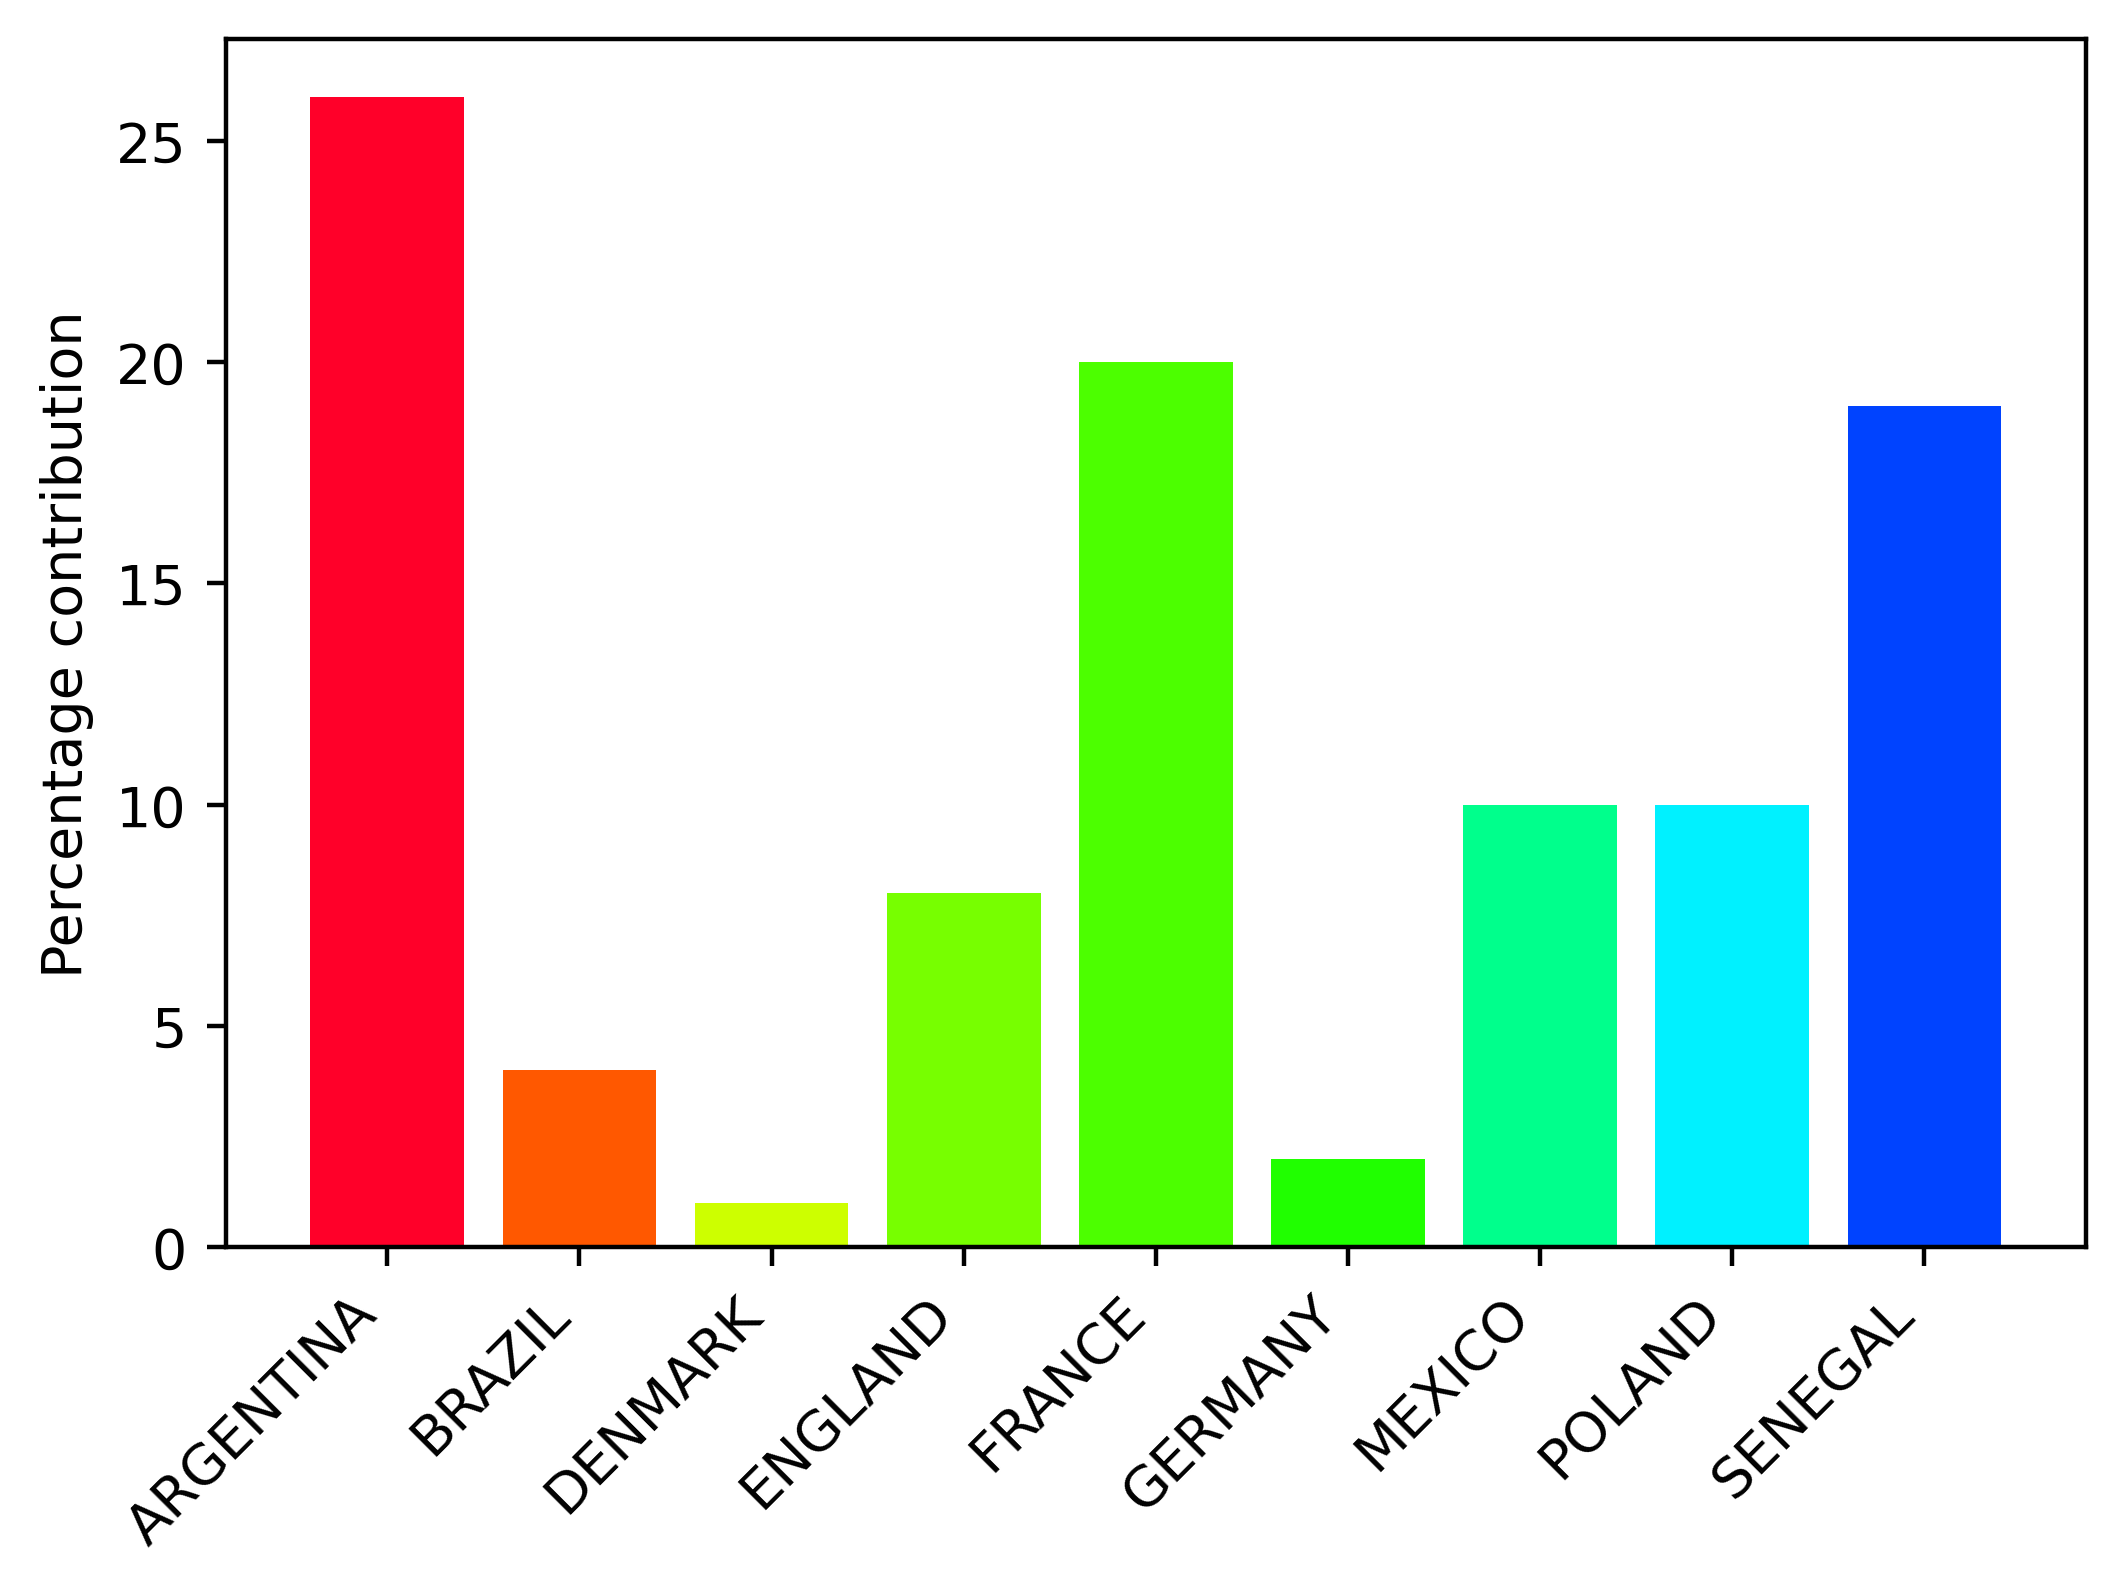 Percentage contribution
25
20
15
10
5
0
ARGENTINA
BRAZIL
DENMARK
ENGLAND
FRANCE
GERMANY
MEXICO
POLAND
SENEGAL